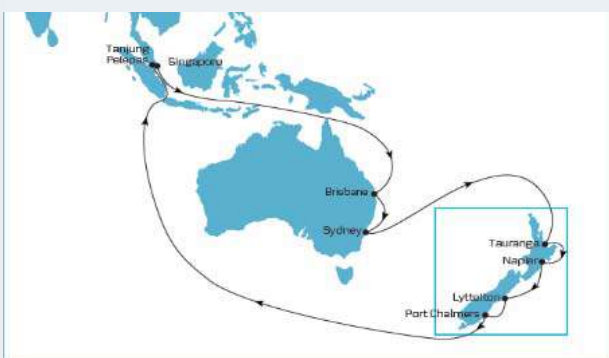 Tanjung
Pelepas
Singapore
Brisbane
Sydney
Tauranga
Napier
Lyttelton
Port Chalmers